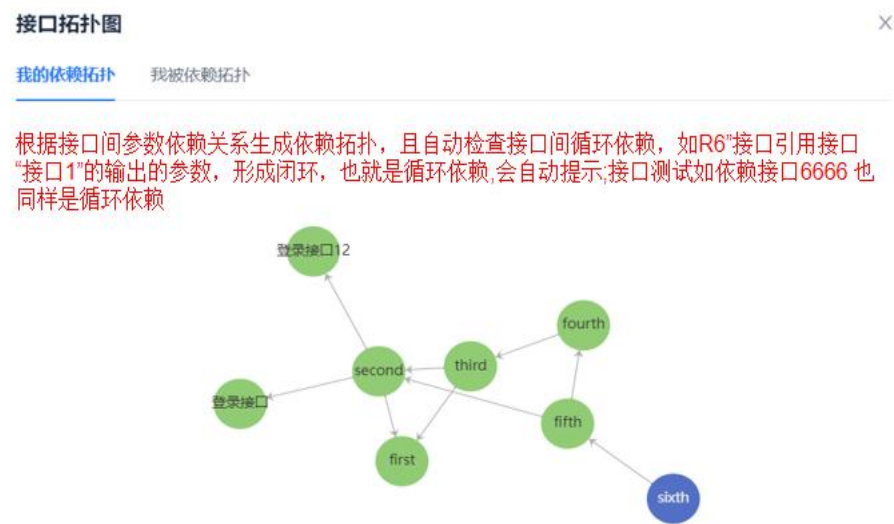 接口拓扑图
我的依赖拓扑 我被依赖拓扑
根据接口间参数依赖关系生成依赖拓扑，且自动检查接口间循环依赖，如R6”接口引用接口
“接口1”的输出的参数，形成闭环，也就是循环依赖,会自动提示;接口测试如依赖接口6666 也
同样是循环依赖
登录接口12
fourth
second
third
登录接口
fifth
first
sixth